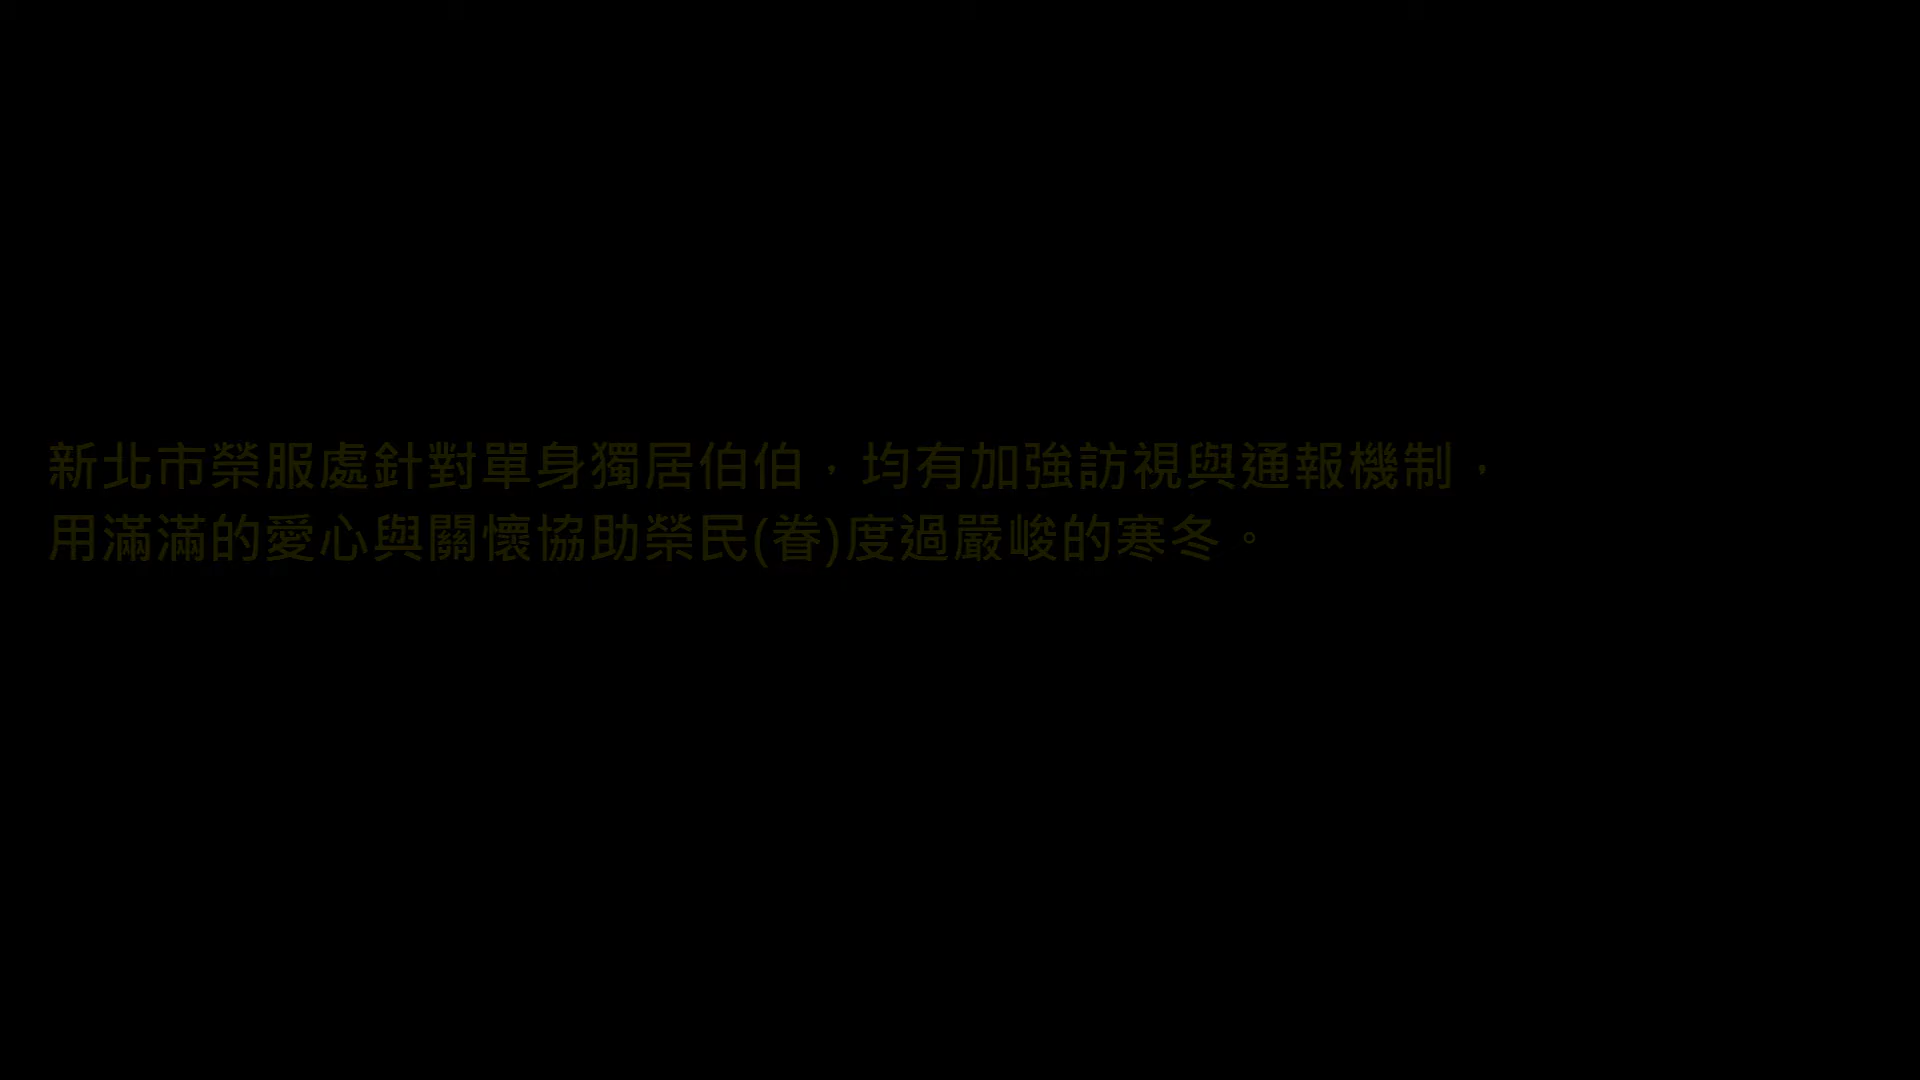 新北市榮服處針對單身獨居伯伯，均有加強訪視與通報機制，
用滿滿的愛心與關懷協助榮民(眷)度過嚴峻的寒冬。